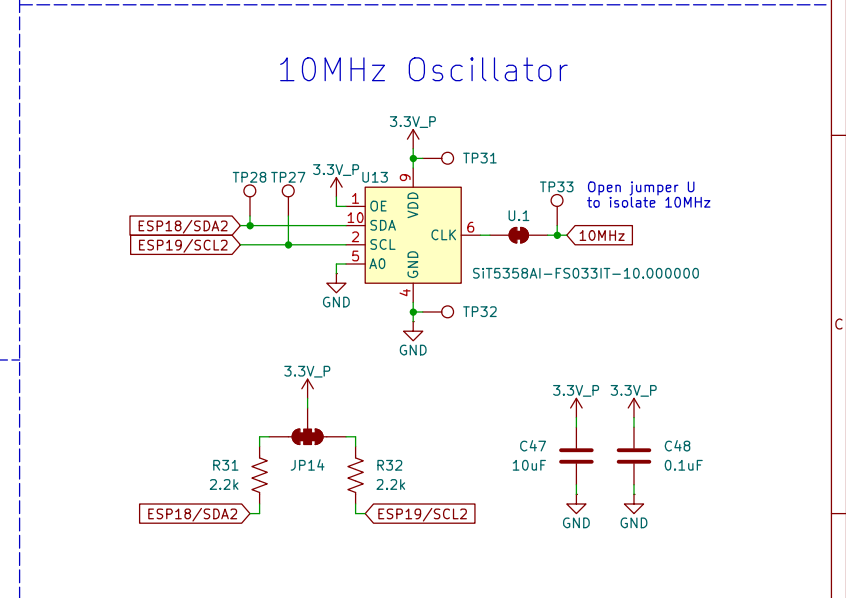 10MHz Oscillator
3.3V_P
TP31
TP28 TP27 3.3V_P U13
9
TP33
Open jumper U
to isolate 10MHz
1 OE
VDD
ESP18/SDA2
10 SDA
U.1
ESP19/SCL2
2 SCL
CLK 6
10MHz
5 A0
GND
SiT5358AI-FS033IT-10.000000
4
GND
TP32
GND
C
3.3V_P
3.3V_P 3.3V_P
R31
2.2k
JP14
R32
2.2k
C47
10uF
C48
0.1uF
ESP18/SDA2
ESP19/SCL2
GND
GND